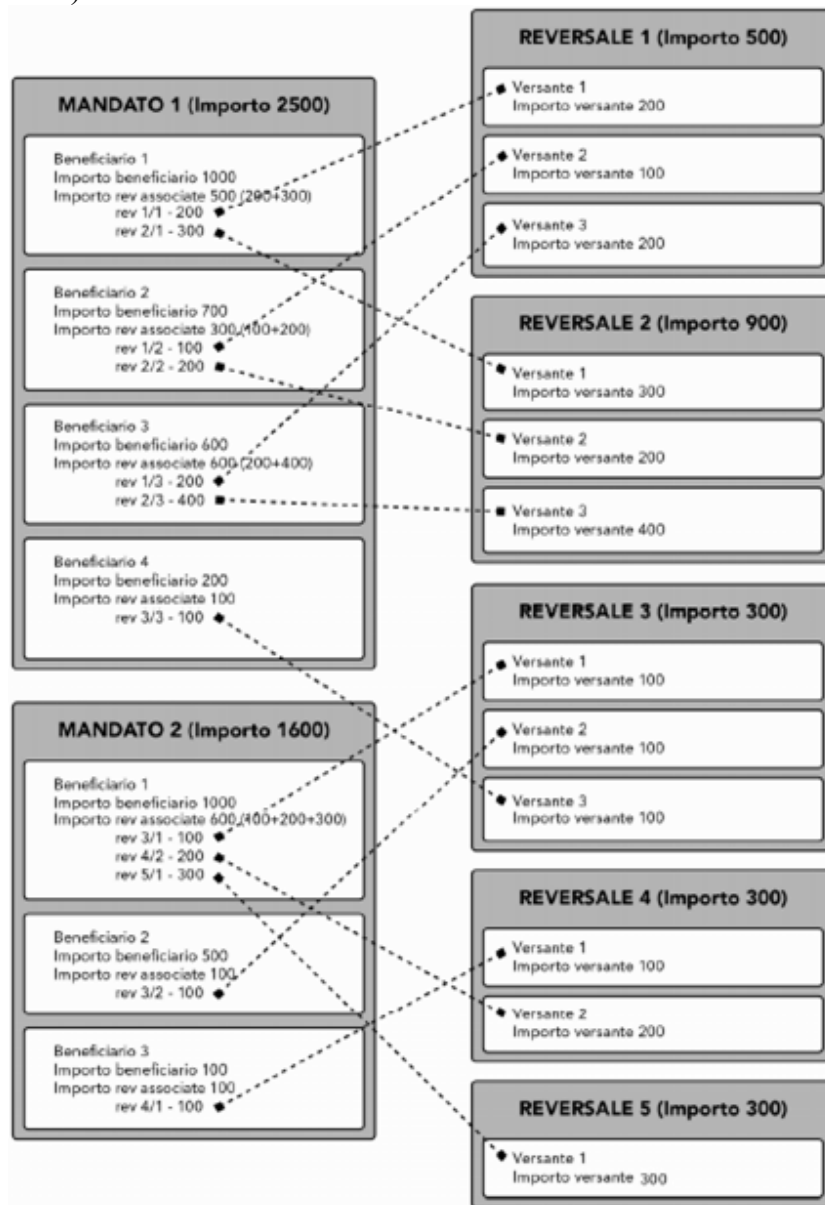 MANDATO 1 (Importo 2500)
Beneficiario 1
Importo beneficiario 1000
Importo rev associate 500 (200+300)
rev 1/1 - 200
rev 2/1 - 300
Beneficiario 2
Importo beneficiario 700
Importo rev associate 300 (100+200)
rev 1/2 - 100
rev 2/2 - 200
Beneficiario 3
Importo beneficiario 600
Importo rev associate 600 (200+400)
rev 1/3 - 200
rev 2/3 - 400
Beneficiario 4
Importo beneficiario 200
Importo rev associate 100
rev 3/3 - 100
MANDATO 2 (Importo 1600)
Beneficiario 1
Importo beneficiario 1000
Importo rev associate 600 (100+200+300)
rev 3/1 - 100
rev 4/2 - 200
rev 5/1 - 300
Beneficiario 2
Importo beneficiario 500
Importo rev associate 100
rev 3/2 - 100
Beneficiario 3
Importo beneficiario 100
Importo rev associate 100
rev 4/1 - 100
REVERSALE 1 (Importo 500)
Versante 1
Importo versante 200
Versante 2
Importo versante 100
Versante 3
Importo versante 200
REVERSALE 2 (Importo 900)
Versante 1
Importo versante 300
Versante 2
Importo versante 200
Versante 3
Importo versante 400
REVERSALE 3 (Importo 300)
Versante 1
Importo versante 100
Versante 2
Importo versante 100
Versante 3
Importo versante 100
REVERSALE 4 (Importo 300)
Versante 1
Importo versante 100
Versante 2
Importo versante 200
REVERSALE 5 (Importo 300)
Versante 1
Importo versante 300